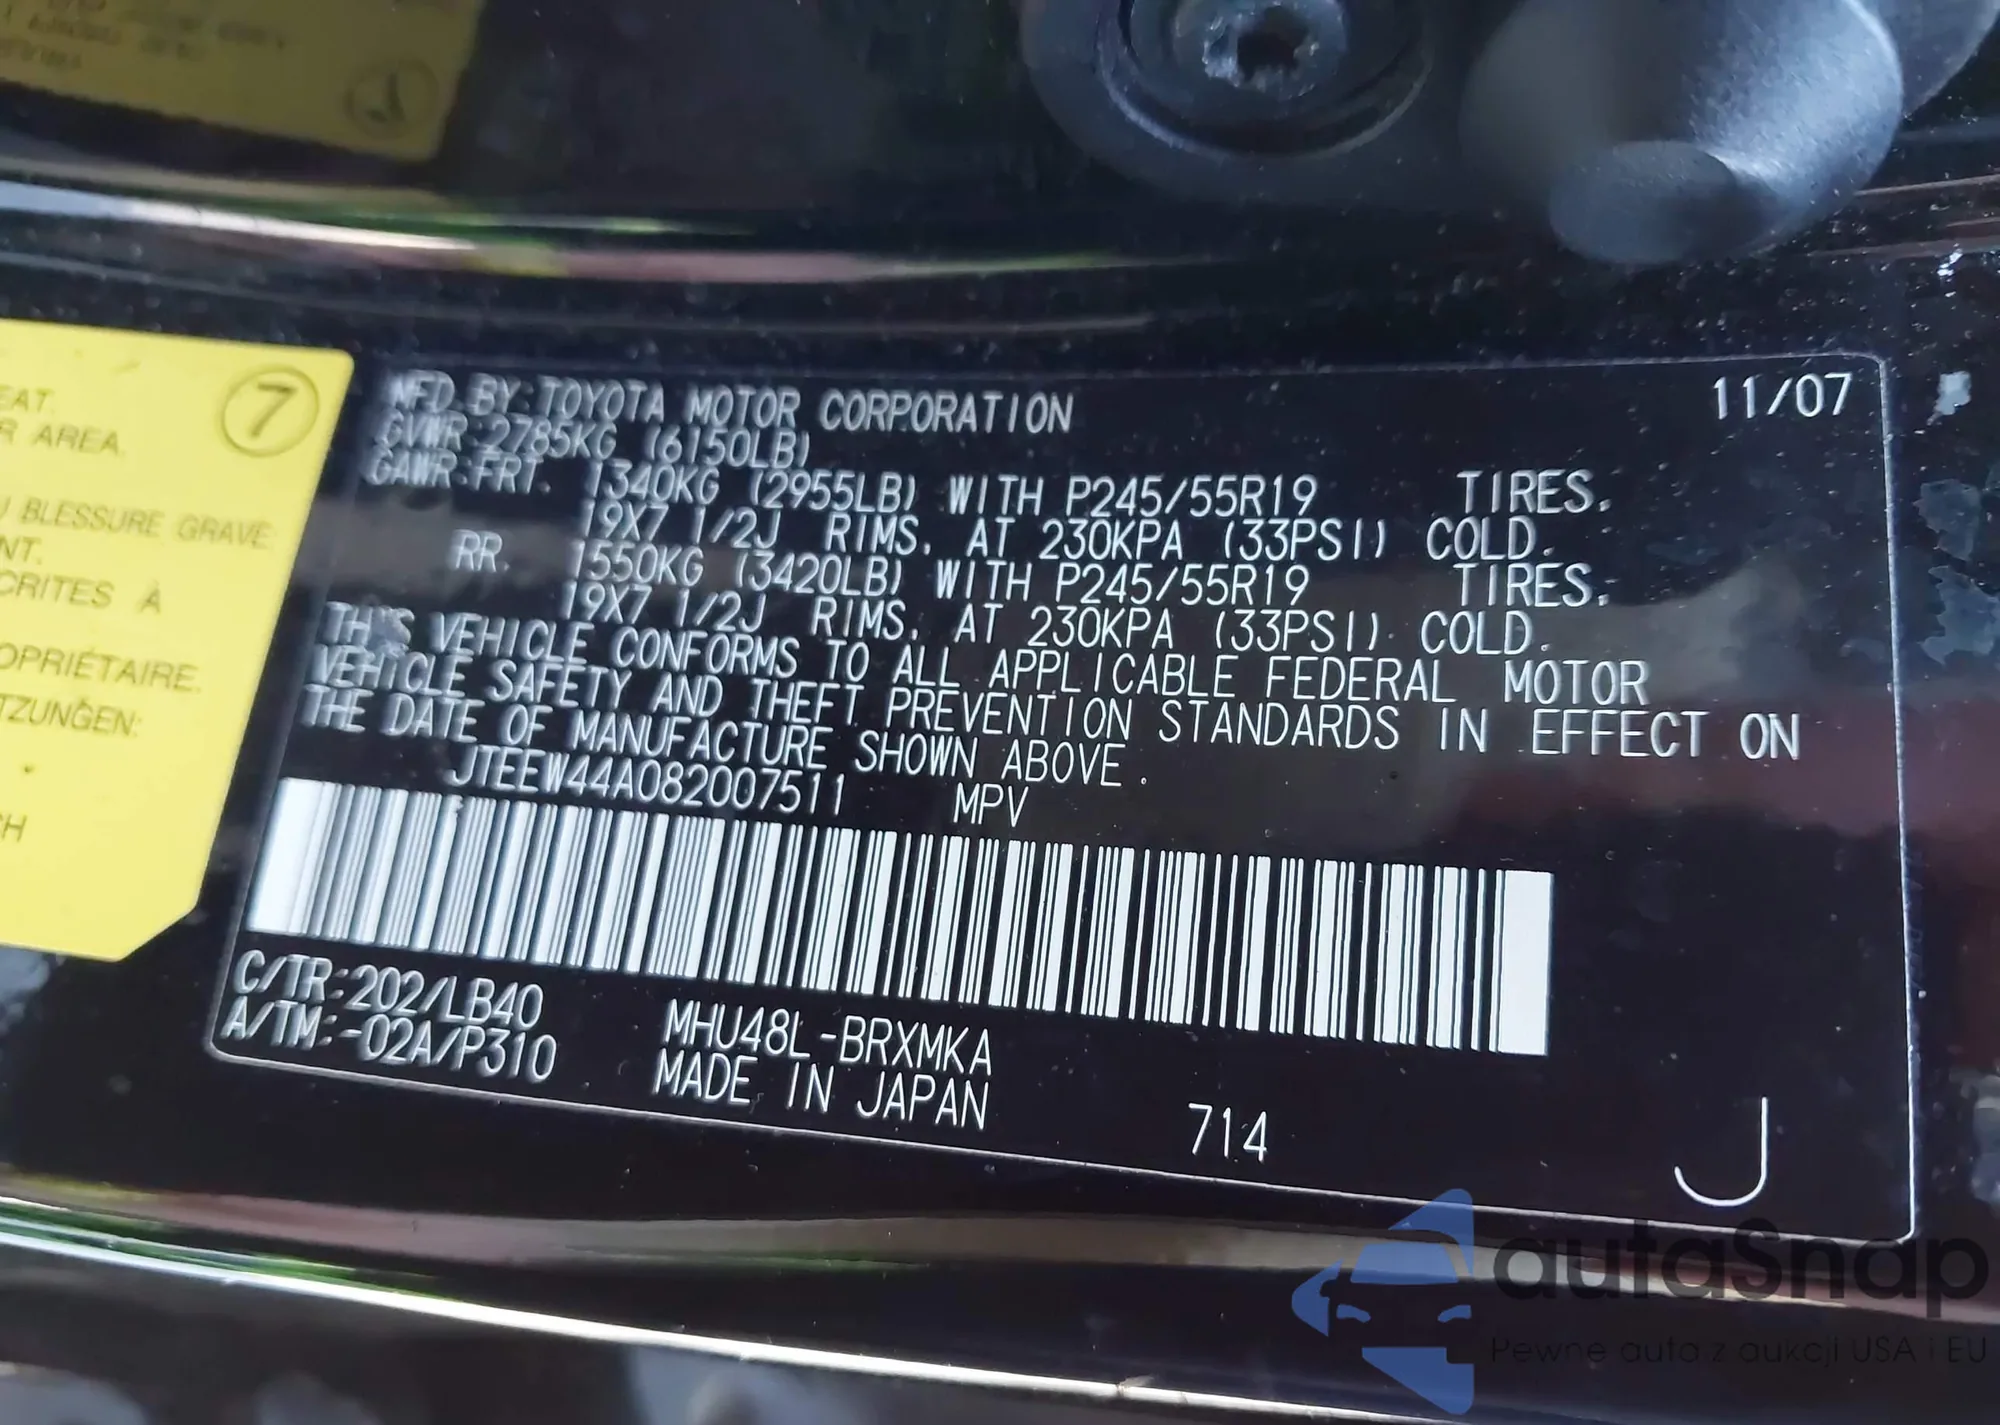 7
EAT.
R AREA.
BLESSURE GRAVE
NT.
CRITES À
OPRIÉTAIRE.
TZUNGEN:
CH
MFD.BY:TOYOTA MOTOR CORPORATION 11/07
GVWR:2785KG (6150LB)
GAWR:FRT. 1340KG (2955LB) WITH P245/55R19 TIRES.
19X7 1/2J RIMS. AT 230KPA (33PSI) COLD.
RR. 1550KG (3420LB) WITH P245/55R19 TIRES.
19X7 1/2J RIMS. AT 230KPA (33PSI) COLD.
THIS VEHICLE CONFORMS TO ALL APPLICABLE FEDERAL MOTOR
VEHICLE SAFETY AND THEFT PREVENTION STANDARDS IN EFFECT ON
THE DATE OF MANUFACTURE SHOWN ABOVE.
JTEEW44A082007511 MPV
C/TR:202/LB40
A/TM:-02A/P310
MHU48L-BRXMKA
MADE IN JAPAN
714
J
autaSnap
Pewne auta z aukcji USA i EU